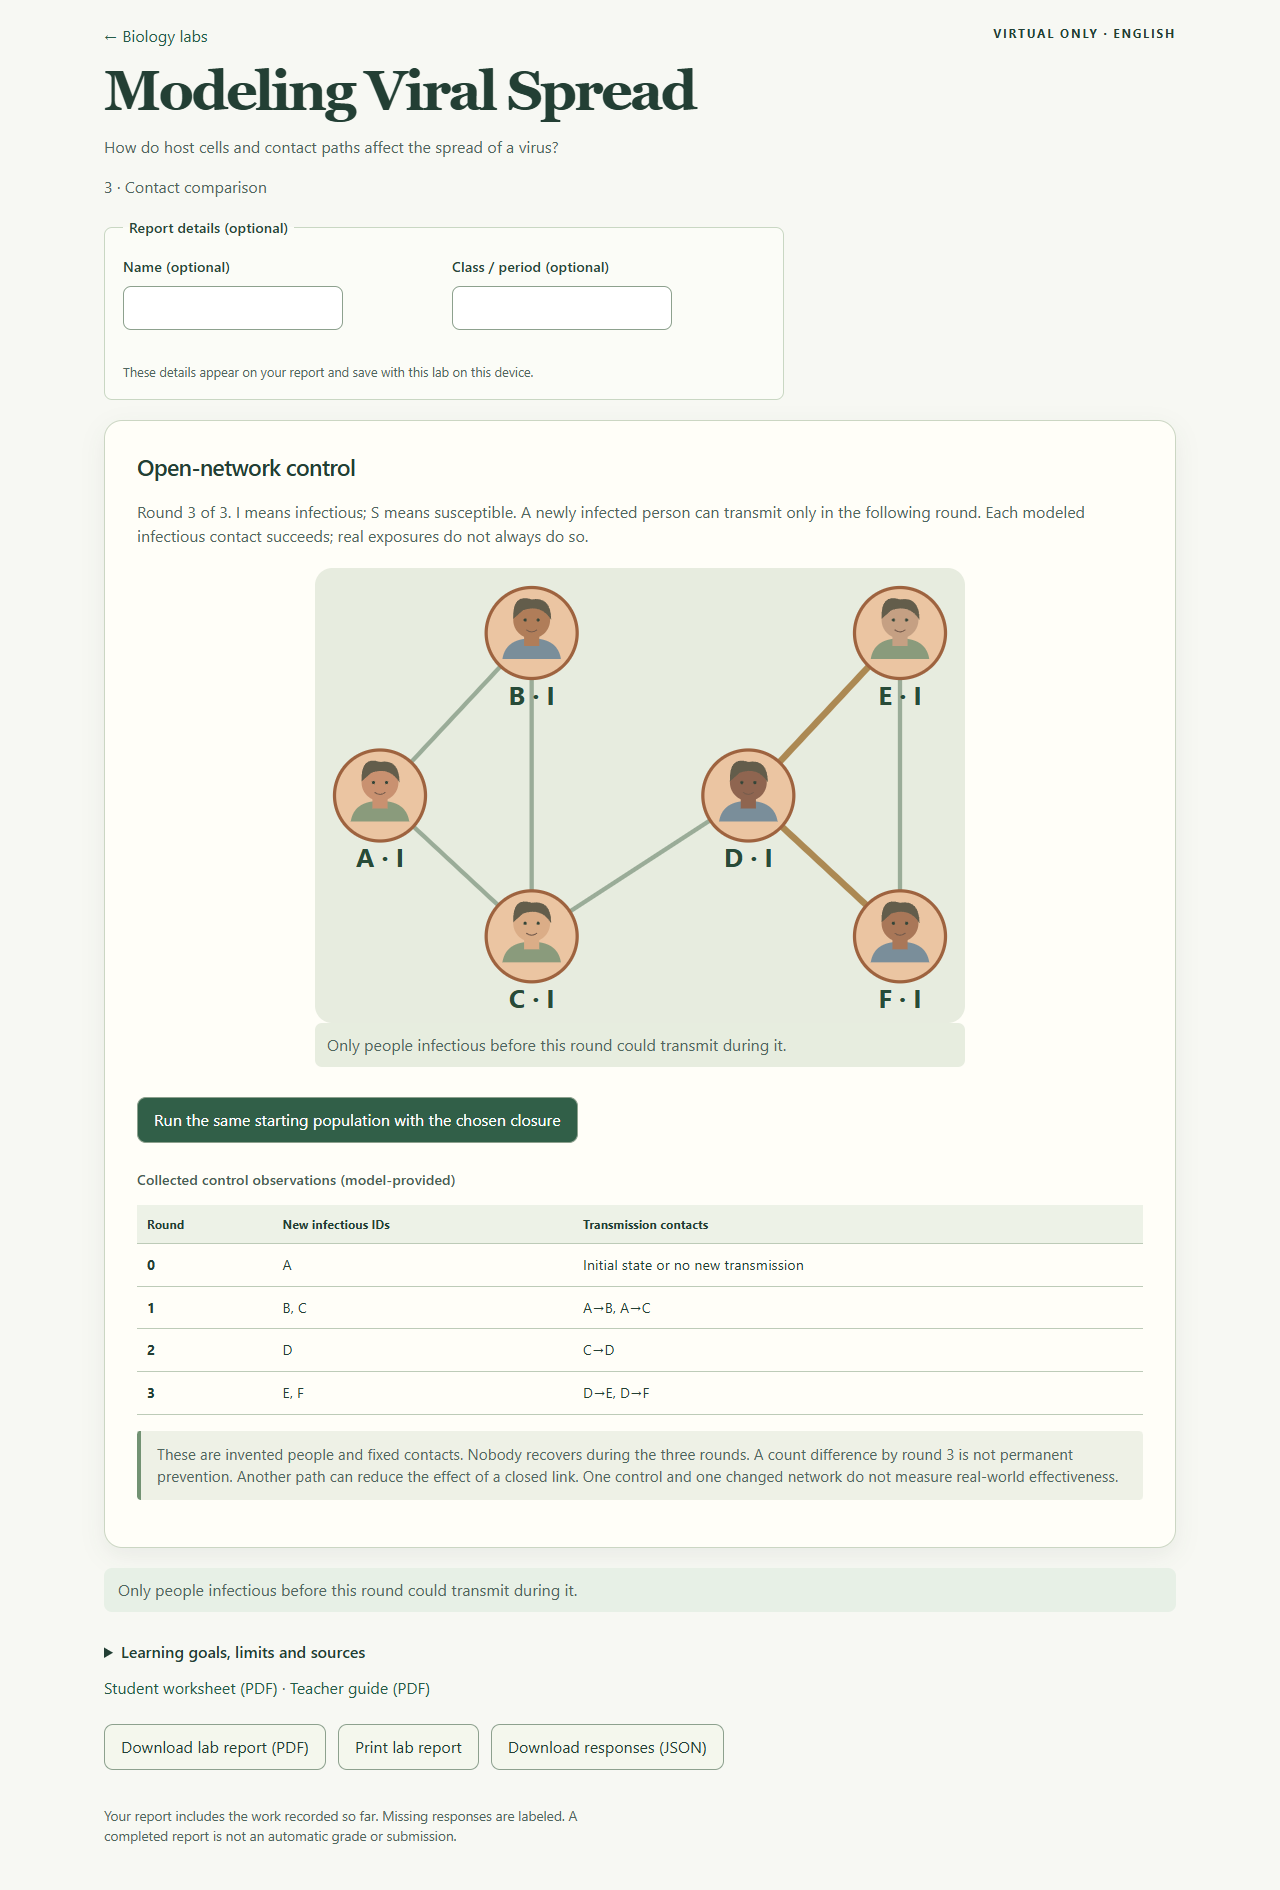 ← Biology labs
VIRTUAL ONLY · ENGLISH
Modeling Viral Spread
How do host cells and contact paths affect the spread of a virus?
3 · Contact comparison
Report details (optional)
Name (optional)
Class / period (optional)
These details appear on your report and save with this lab on this device.
Open-network control
Round 3 of 3. I means infectious; S means susceptible. A newly infected person can transmit only in the following round. Each modeled
infectious contact succeeds; real exposures do not always do so.
B · I
E · I
A · I
D · I
C · I
F · I
Only people infectious before this round could transmit during it.
Run the same starting population with the chosen closure
Collected control observations (model-provided)
Round New infectious IDs Transmission contacts
0 A Initial state or no new transmission
1 B, C A→B, A→C
2 D C→D
3 E, F D→E, D→F
These are invented people and fixed contacts. Nobody recovers during the three rounds. A count difference by round 3 is not permanent
prevention. Another path can reduce the effect of a closed link. One control and one changed network do not measure real-world effectiveness.
Only people infectious before this round could transmit during it.
▶ Learning goals, limits and sources
Student worksheet (PDF) · Teacher guide (PDF)
Download lab report (PDF)
Print lab report
Download responses (JSON)
Your report includes the work recorded so far. Missing responses are labeled. A
completed report is not an automatic grade or submission.